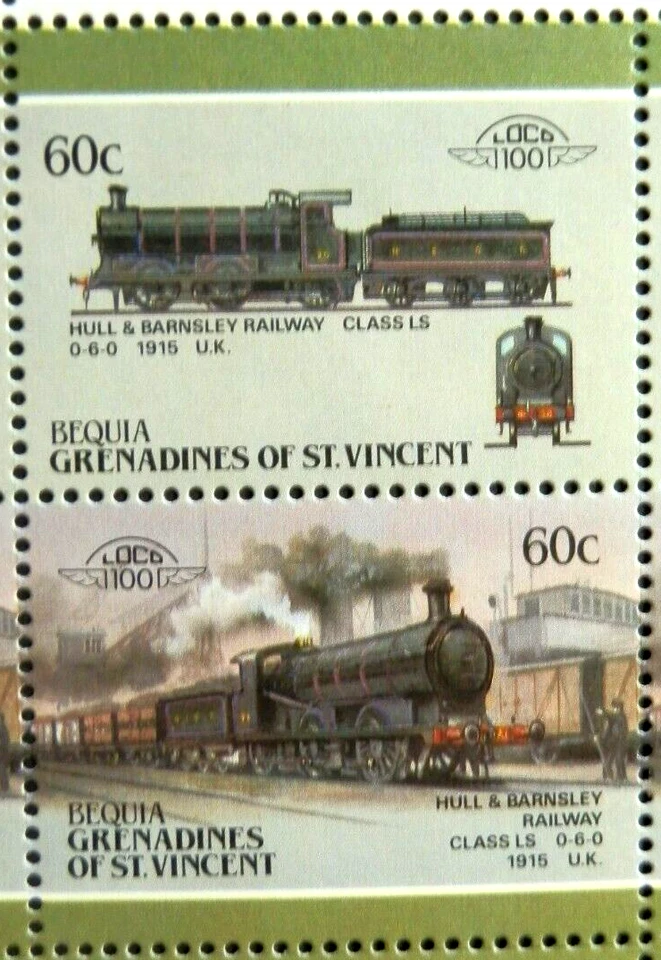 60c
LOCO
100
HULL & BARNSLEY RAILWAY CLASS LS
0-6-0 1915 U.K.
BEQUIA
GRENADINES OF ST. VINCENT
LOCO
100
60c
BEQUIA
GRENADINES
OF ST. VINCENT
HULL & BARNSLEY
RAILWAY
CLASS LS 0-6-0
1915 U.K.